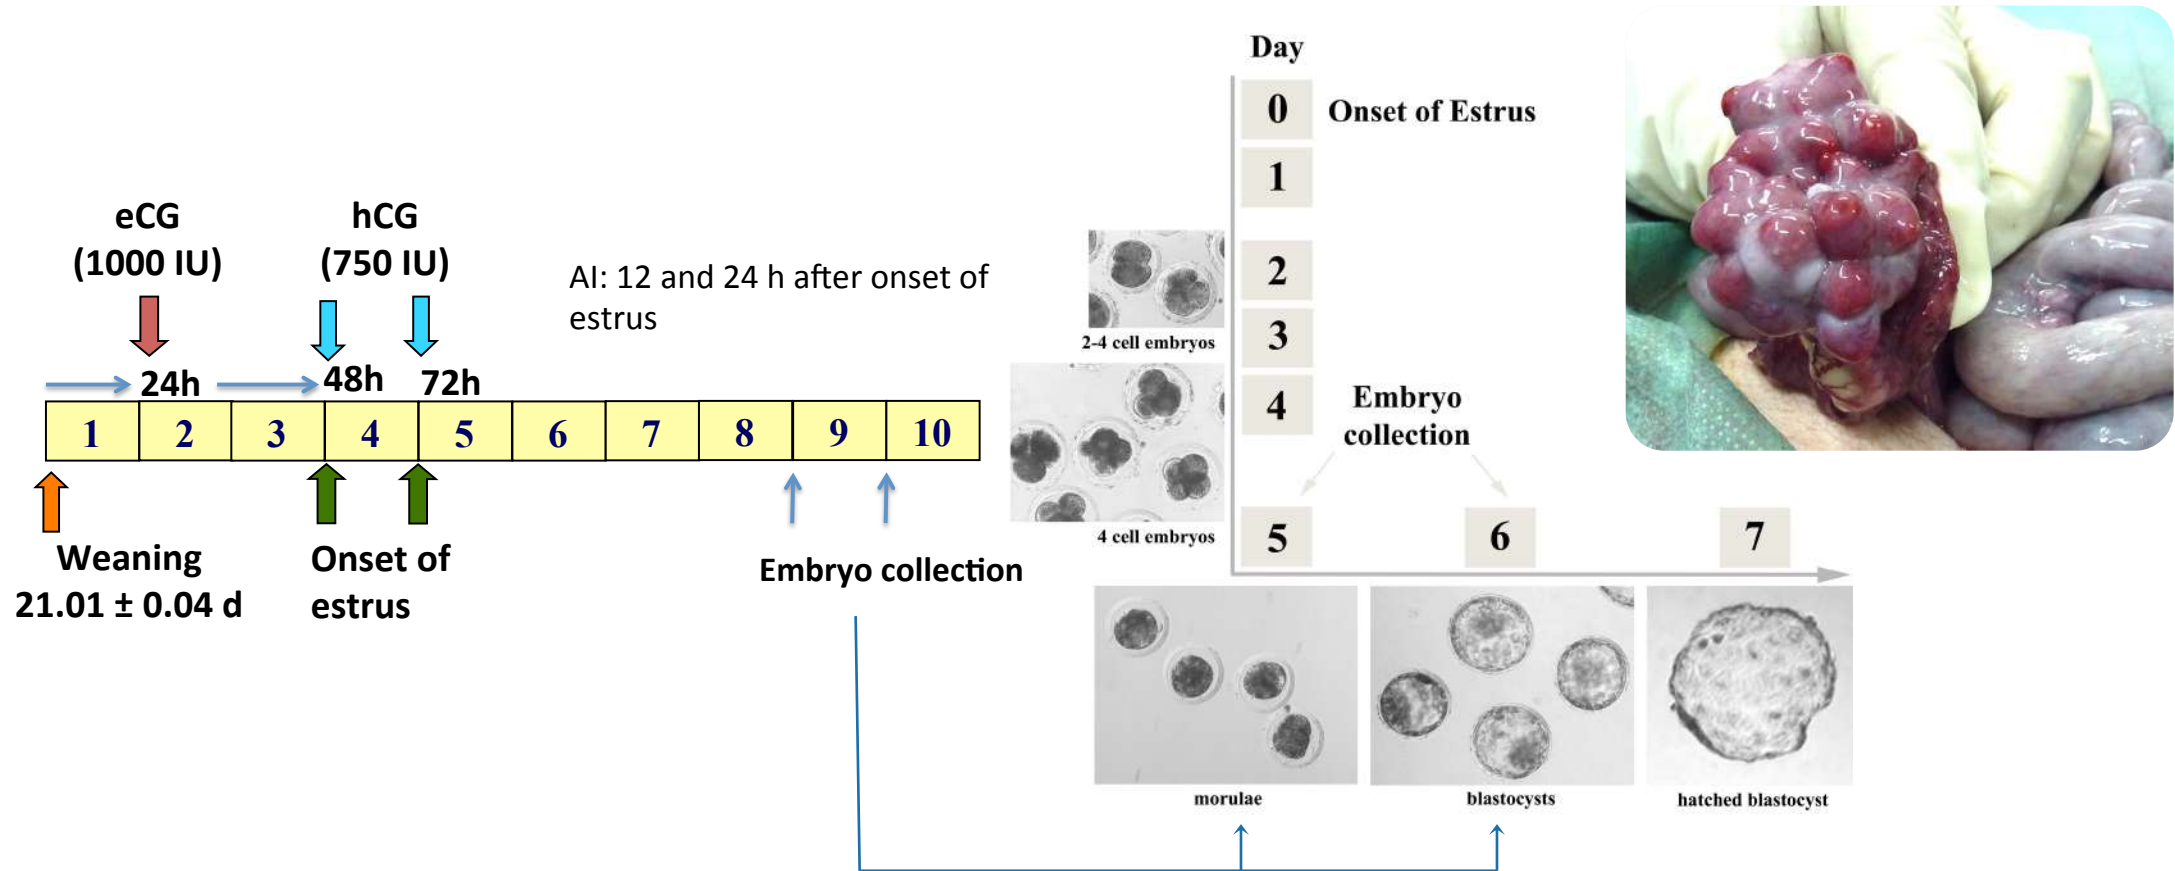 eCG
(1000 IU)
hCG
(750 IU)
AI: 12 and 24 h after onset of
estrus
24h
48h
72h
1 2 3 4 5 6 7 8 9 10
Weaning
21.01 ± 0.04 d
Onset of
estrus
Embryo collection
Day
0 Onset of Estrus
1
2
2-4 cell embryos
3
4
Embryo
collection
4 cell embryos
5 6 7
morulae
blastocysts
hatched blastocyst